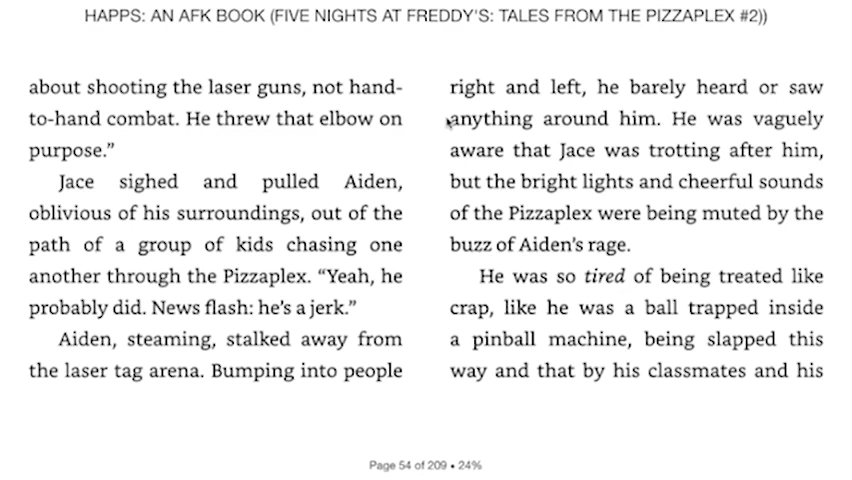 HAPPS: AN AFK BOOK (FIVE NIGHTS AT FREDDY'S: TALES FROM THE PIZZAPLEX #2))
about shooting the laser guns, not hand-
to-hand combat. He threw that elbow on
purpose.”
Jace sighed and pulled Aiden,
oblivious of his surroundings, out of the
path of a group of kids chasing one
another through the Pizzaplex. “Yeah, he
probably did. News flash: he’s a jerk.”
Aiden, steaming, stalked away from
the laser tag arena. Bumping into people
right and left, he barely heard or saw
anything around him. He was vaguely
aware that Jace was trotting after him,
but the bright lights and cheerful sounds
of the Pizzaplex were being muted by the
buzz of Aiden’s rage.
He was so tired of being treated like
crap, like he was a ball trapped inside
a pinball machine, being slapped this
way and that by his classmates and his
Page 54 of 209 • 24%